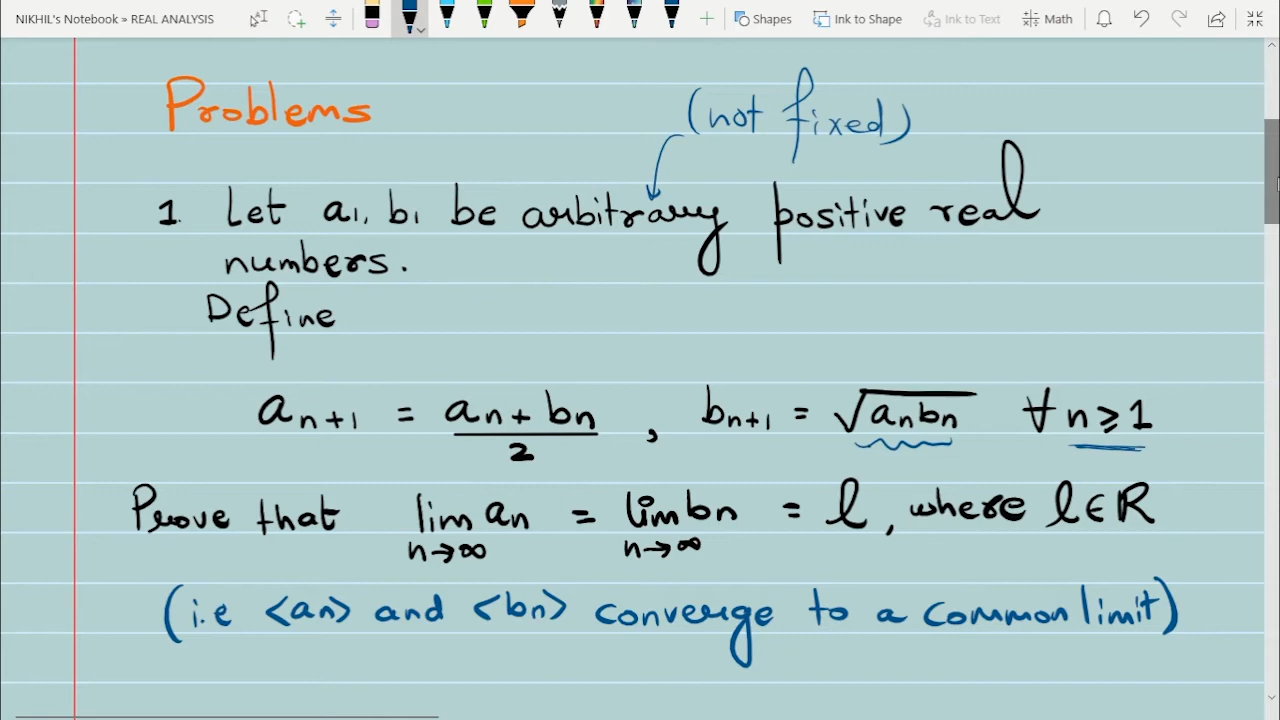 NIKHIL's Notebook » REAL ANALYSIS
Shapes Ink to Shape Ink to Text Math
Problems
(not fixed)
1 Let a₁, b₁ be arbitrary positive real
numbers.
Define
aₙ₊₁ = (aₙ + bₙ)/2 , bₙ₊₁ = √(aₙbₙ) ∀ n ⩾ 1
Prove that lim n→∞ aₙ = lim n→∞ bₙ = l, where l ∈ R
(i.e <an> and <bn> converge to a common limit)